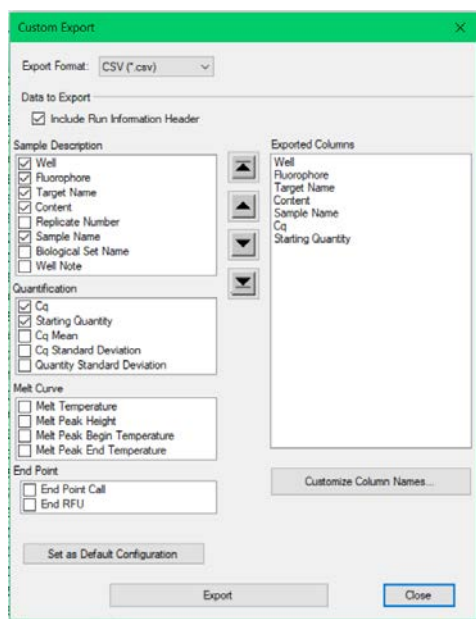 Custom Export
Export Format: CSV (*.csv)
Data to Export
Include Run Information Header
Sample Description
Well
Fluorophore
Target Name
Content
Replicate Number
Sample Name
Biological Set Name
Well Note
Quantification
Cq
Starting Quantity
Cq Mean
Cq Standard Deviation
Quantity Standard Deviation
Melt Curve
Melt Temperature
Melt Peak Height
Melt Peak Begin Temperature
Melt Peak End Temperature
End Point
End Point Call
End RFU
Exported Columns
Well
Fluorophore
Target Name
Content
Sample Name
Cq
Starting Quantity
Customize Column Names...
Set as Default Configuration
Export
Close